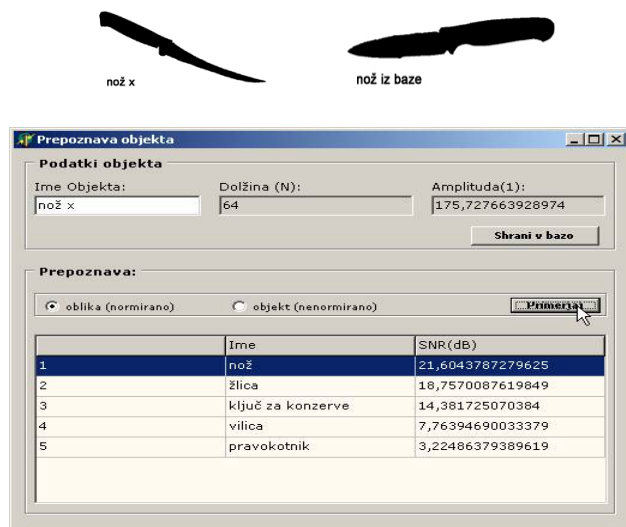 nož x
nož iz baze
Prepoznava objekta
Podatki objekta
Ime Objekta: Dolžina (N): Amplituda(1):
nož x 64 175,727663928974
Shrani v bazo
Prepoznava:
oblika (normirano) objekt (nenormirano) Primerjaj
Ime SNR(dB)
1 nož 21,6043787279625
2 žlica 18,7570087619849
3 ključ za konzerve 14,381725070384
4 vilica 7,76394690033379
5 pravokotnik 3,22486379389619